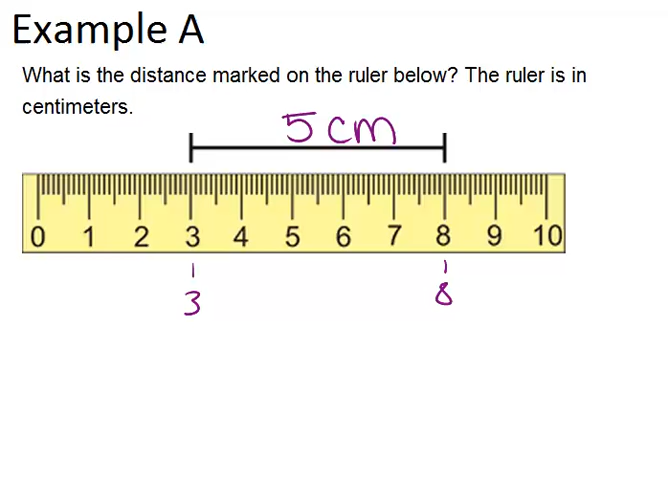 Example A
What is the distance marked on the ruler below? The ruler is in
centimeters.
5 cm
0 1 2 3 4 5 6 7 8 9 10
3 8